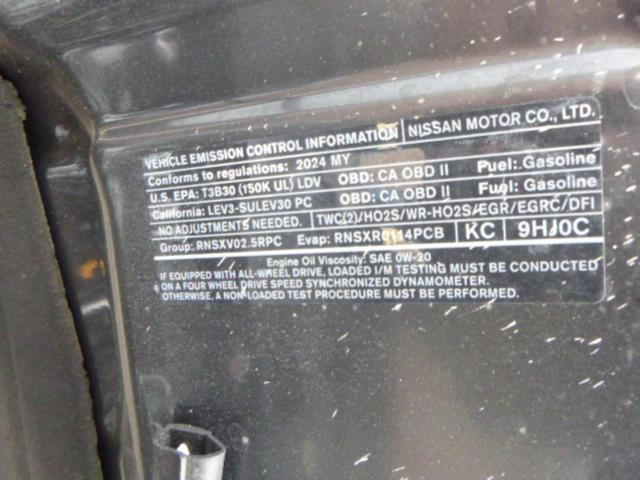 VEHICLE EMISSION CONTROL INFORMATION NISSAN MOTOR CO., LTD.
Conforms to regulations: 2024 MY
U.S. EPA: T3B30 (150K UL) LDV OBD: CA OBD II Fuel: Gasoline
California: LEV3-SULEV30 PC OBD: CA OBD II Fuel: Gasoline
NO ADJUSTMENTS NEEDED. TWC(2)/HO2S/WR-HO2S/EGR/EGRC/DFI
Group: RNSXV02.5RPC Evap: RNSXR0114PCB KC 9HJ0C
Engine Oil Viscosity: SAE 0W-20
IF EQUIPPED WITH ALL-WHEEL DRIVE, LOADED I/M TESTING MUST BE CONDUCTED
ON A FOUR WHEEL DRIVE SPEED SYNCHRONIZED DYNAMOMETER.
OTHERWISE, A NON-LOADED TEST PROCEDURE MUST BE PERFORMED.